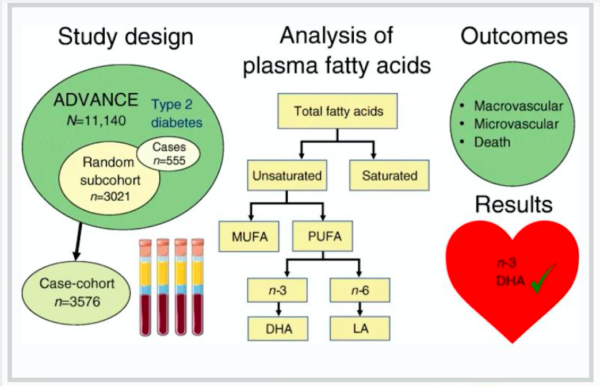 Study design
ADVANCE
N=11,140
Type 2
diabetes
Cases
n=555
Random
subcohort
n=3021
Case-cohort
n=3576
Analysis of
plasma fatty acids
Total fatty acids
Unsaturated
Saturated
MUFA
PUFA
n-3
n-6
DHA
LA
Outcomes
• Macrovascular
• Microvascular
• Death
Results
n-3
DHA